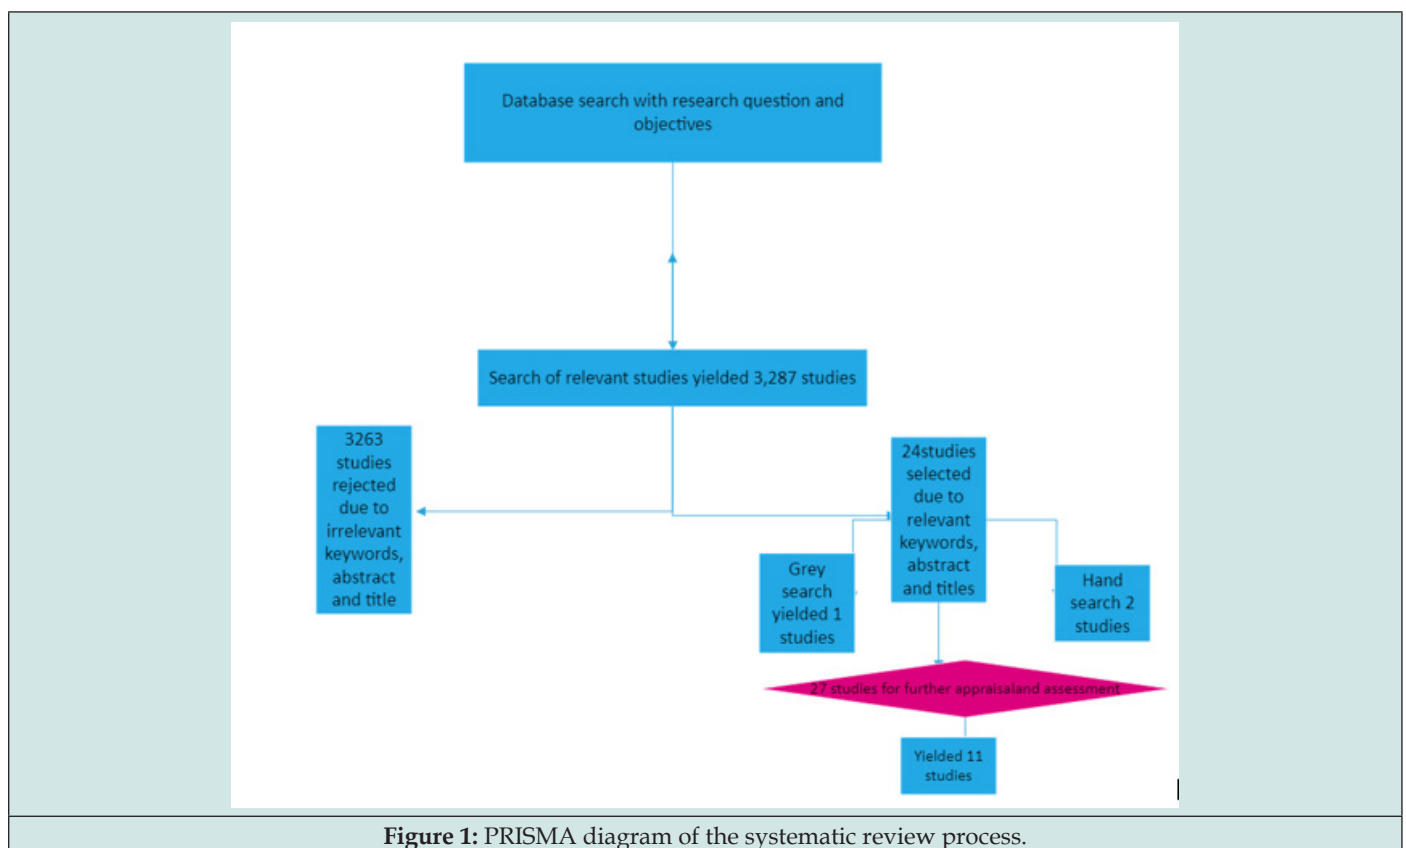 Database search with research question and
objectives
Search of relevant studies yielded 3,287 studies
3263
studies
rejected
due to
irrelevant
keywords,
abstract
and title
24studies
selected
due to
relevant
keywords,
abstract
and titles
Grey
search
yielded 1
studies
Hand
search 2
studies
27 studies for further appraisaland assessment
Yielded 11
studies
Figure 1: PRISMA diagram of the systematic review process.